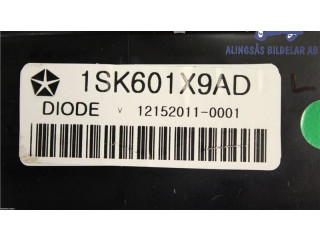 ALINGSÅS BILDELAR AB
1SK601X9AD
DIODE V 12152011-0001
L